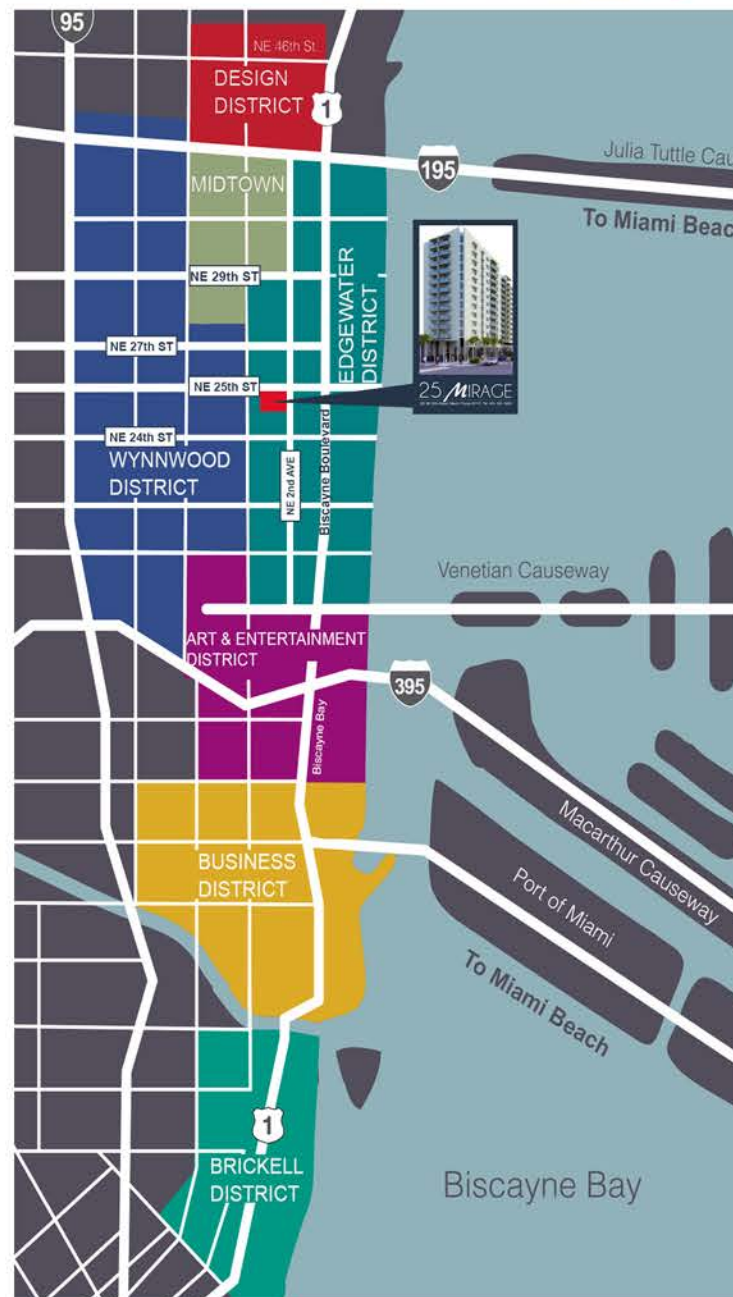 95
NE 46th St.
DESIGN
DISTRICT
1
195
Julia Tuttle Cau
To Miami Beac
MIDTOWN
NE 29th ST
EDGEWATER
DISTRICT
NE 27th ST
NE 25th ST
25 MIRAGE
NE 24th ST
WYNNWOOD
DISTRICT
NE 2nd AVE
Biscayne Boulevard
Venetian Causeway
ART & ENTERTAINMENT
DISTRICT
395
Biscayne Bay
Macarthur Causeway
BUSINESS
DISTRICT
Port of Miami
To Miami Beach
1
BRICKELL
DISTRICT
Biscayne Bay